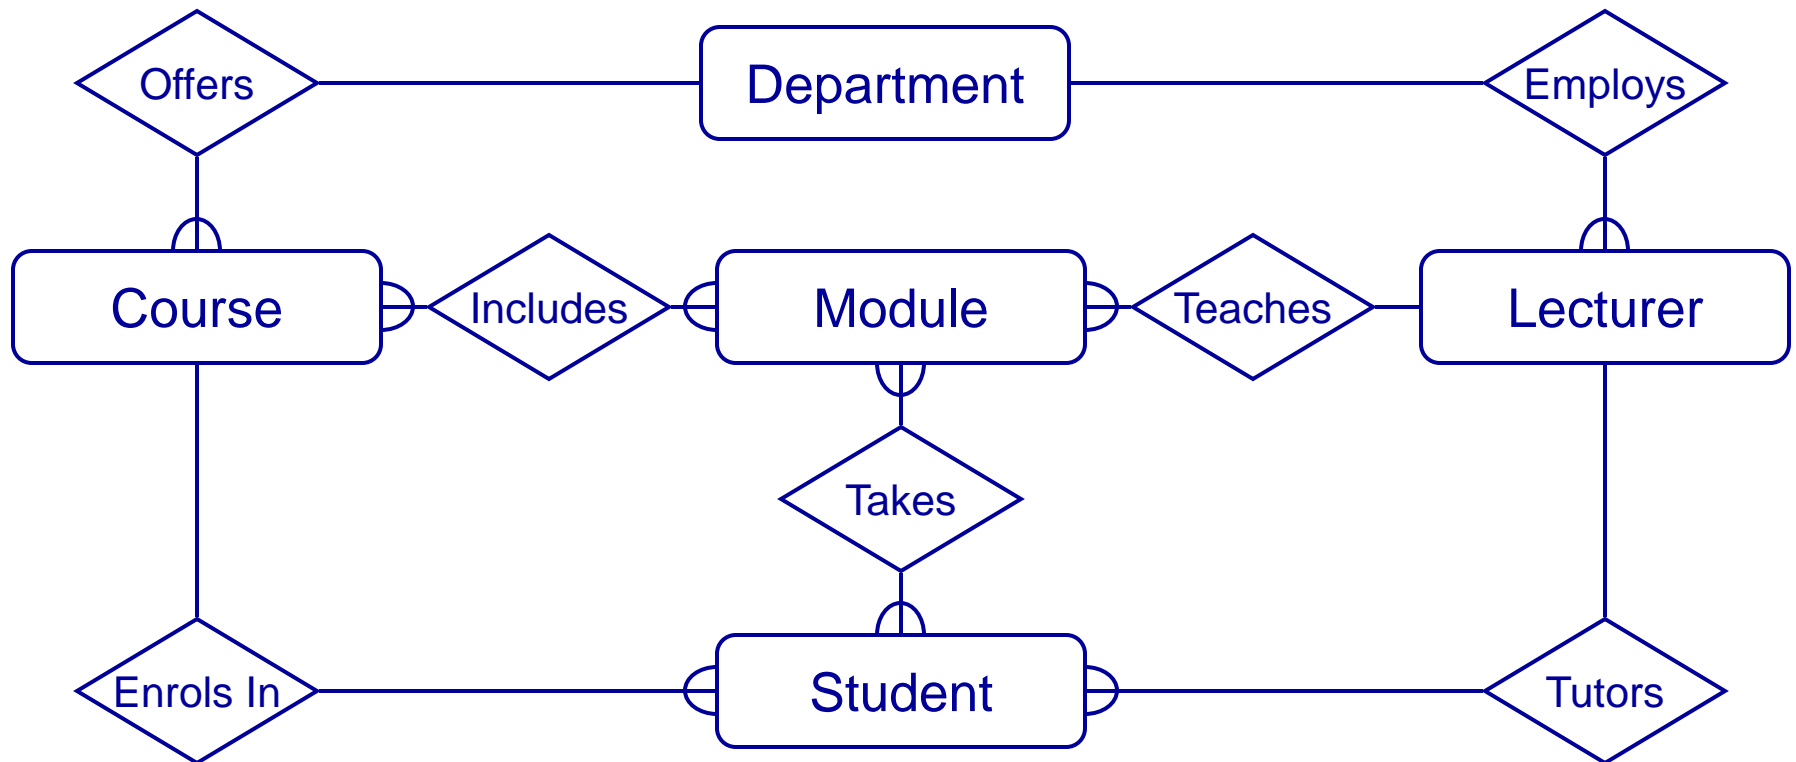 Offers
Department
Employs
Course
Includes
Module
Teaches
Lecturer
Takes
Enrols In
Student
Tutors